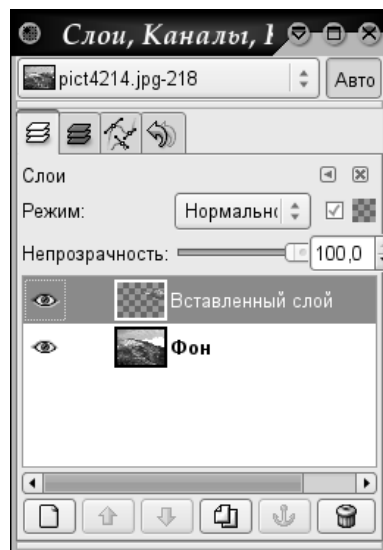 Слои, Каналы,
pict4214.jpg-218
Авто
Слои
Режим:
Нормальн
Непрозрачность:
100,0
Вставленный слой
Фон